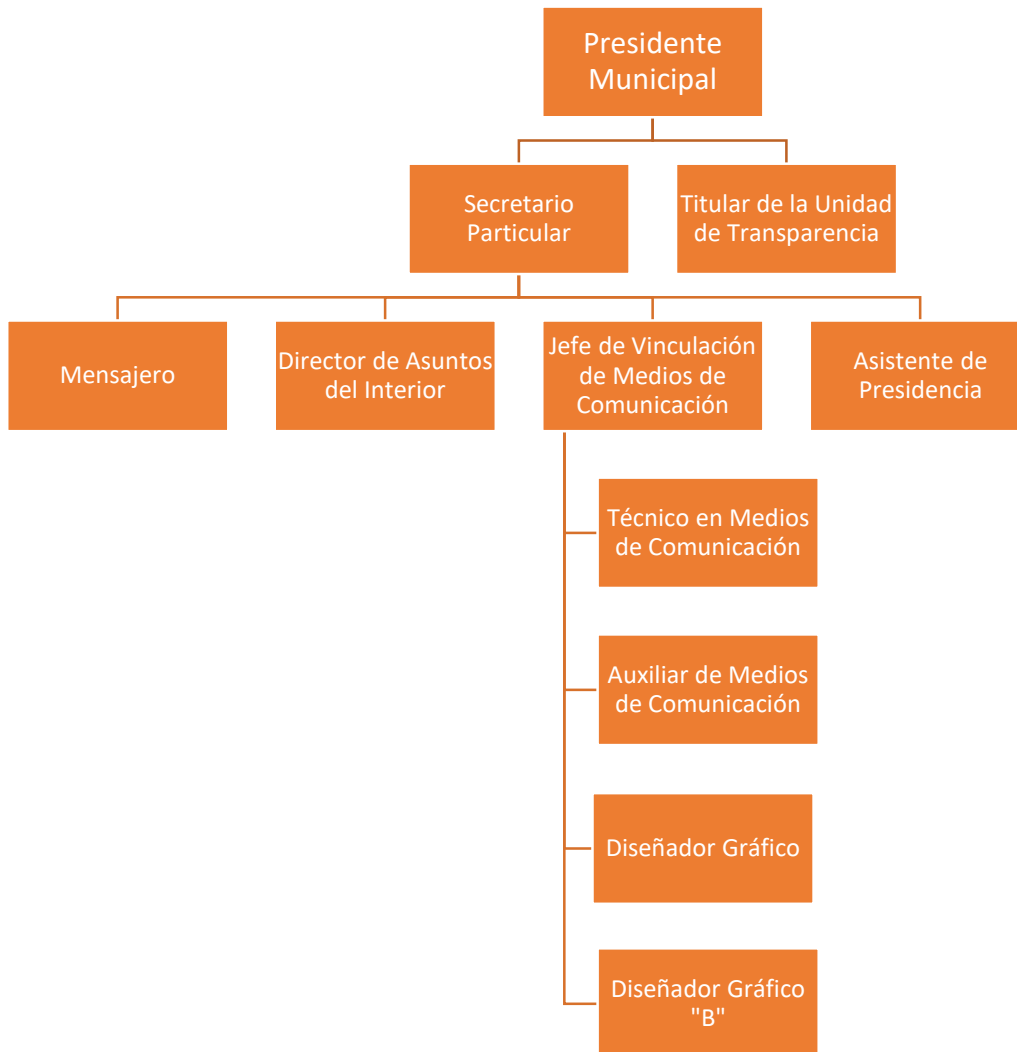 Presidente
Municipal
Secretario
Particular
Titular de la Unidad
de Transparencia
Mensajero
Director de Asuntos
del Interior
Jefe de Vinculación
de Medios de
Comunicación
Asistente de
Presidencia
Técnico en Medios
de Comunicación
Auxiliar de Medios
de Comunicación
Diseñador Gráfico
Diseñador Gráfico
"B"